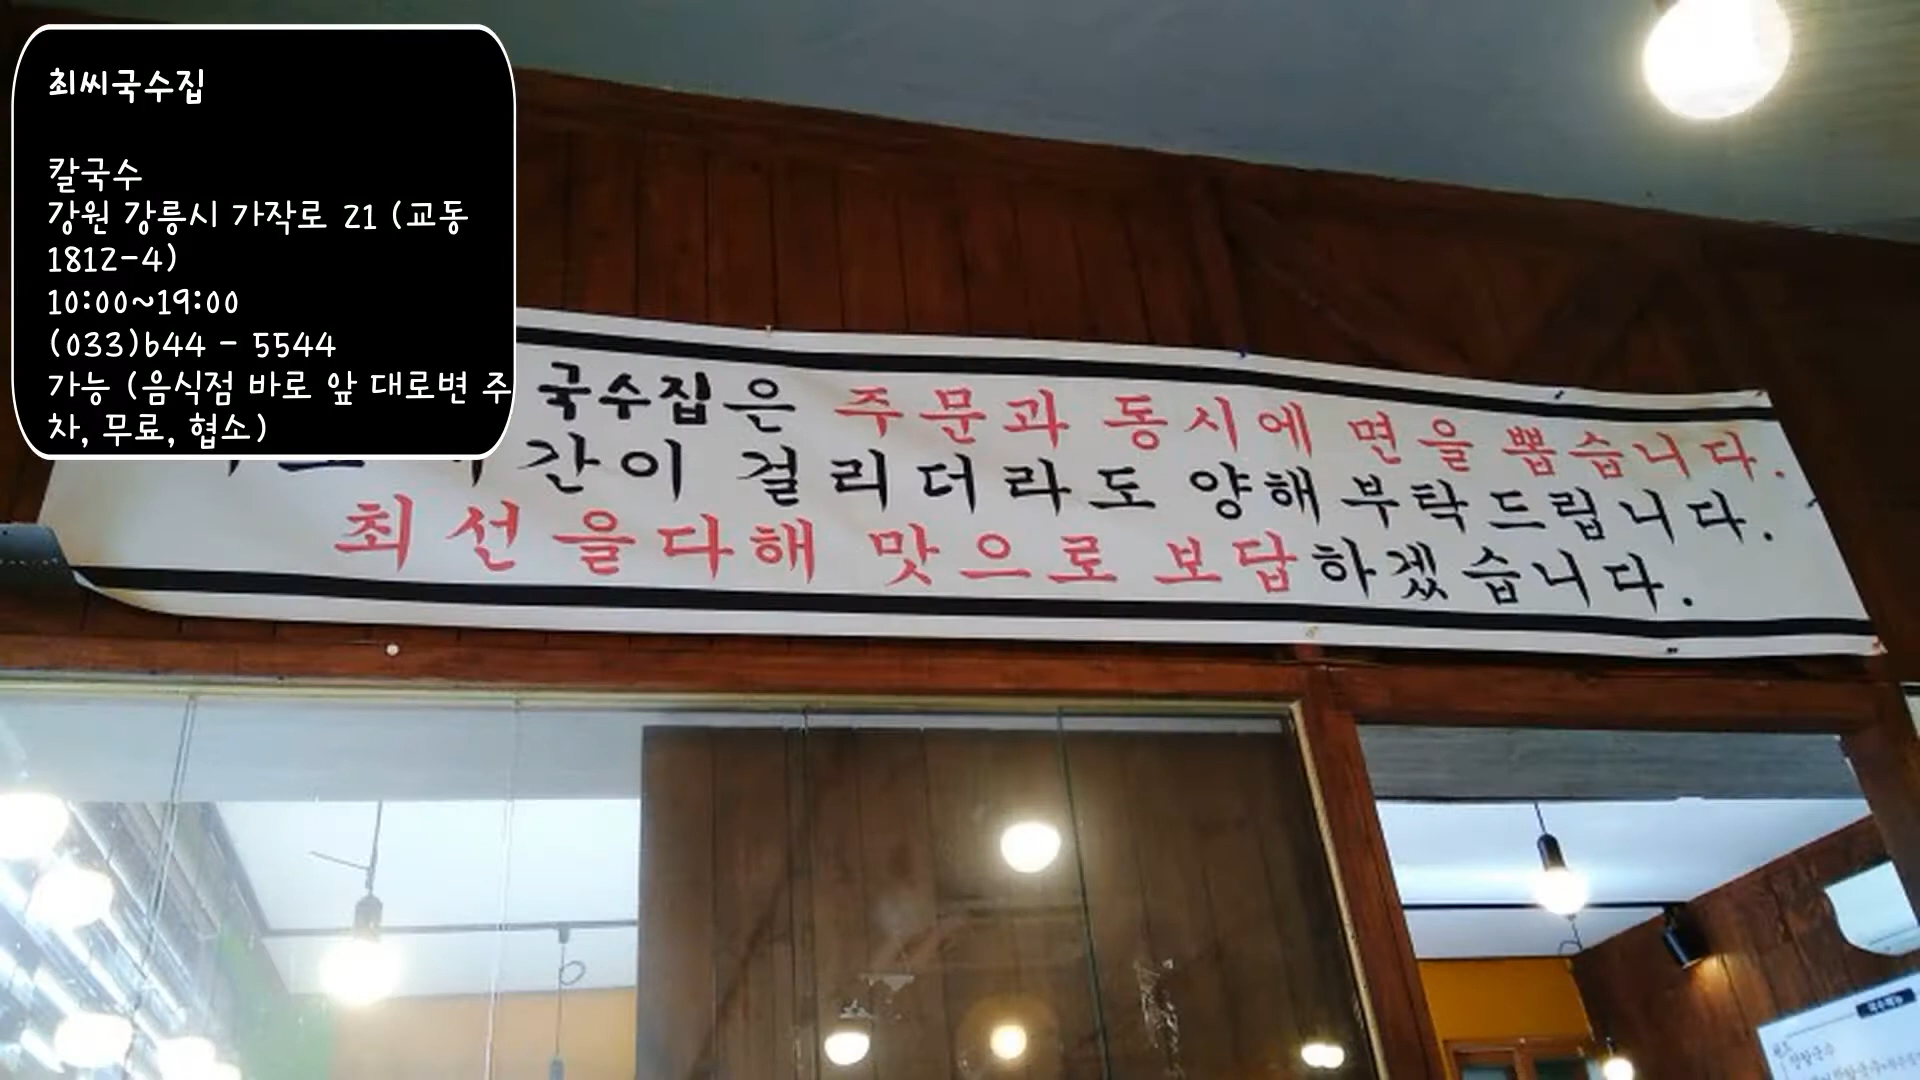 최씨국수집
칼국수
강원 강릉시 가작로 21 (교동
1812-4)
10:00~19:00
(033)644 - 5544
가능 (음식점 바로 앞 대로변 주
차, 무료, 협소)
국수집은 주문과 동시에 면을 뽑습니다.
간이 걸리더라도 양해부탁드립니다.
최선을다해 맛으로 보답하겠습니다.